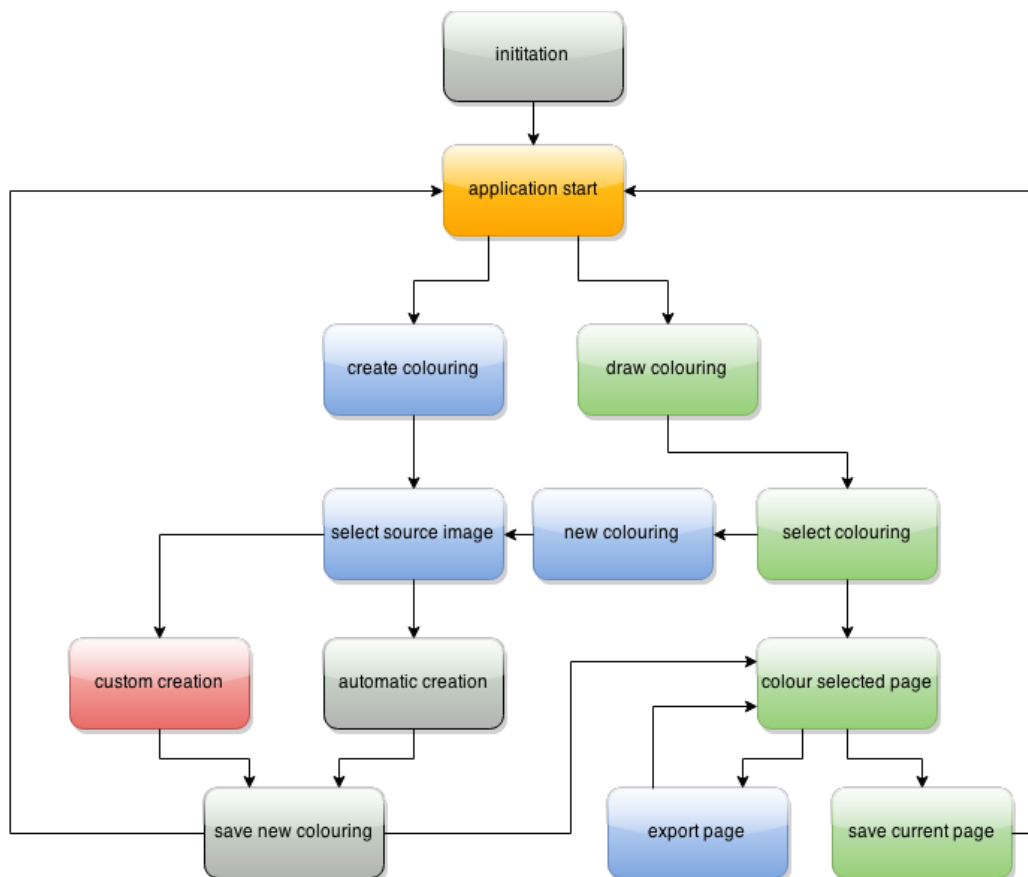 inititation
application start
create colouring
draw colouring
select source image
new colouring
select colouring
custom creation
automatic creation
colour selected page
save new colouring
export page
save current page